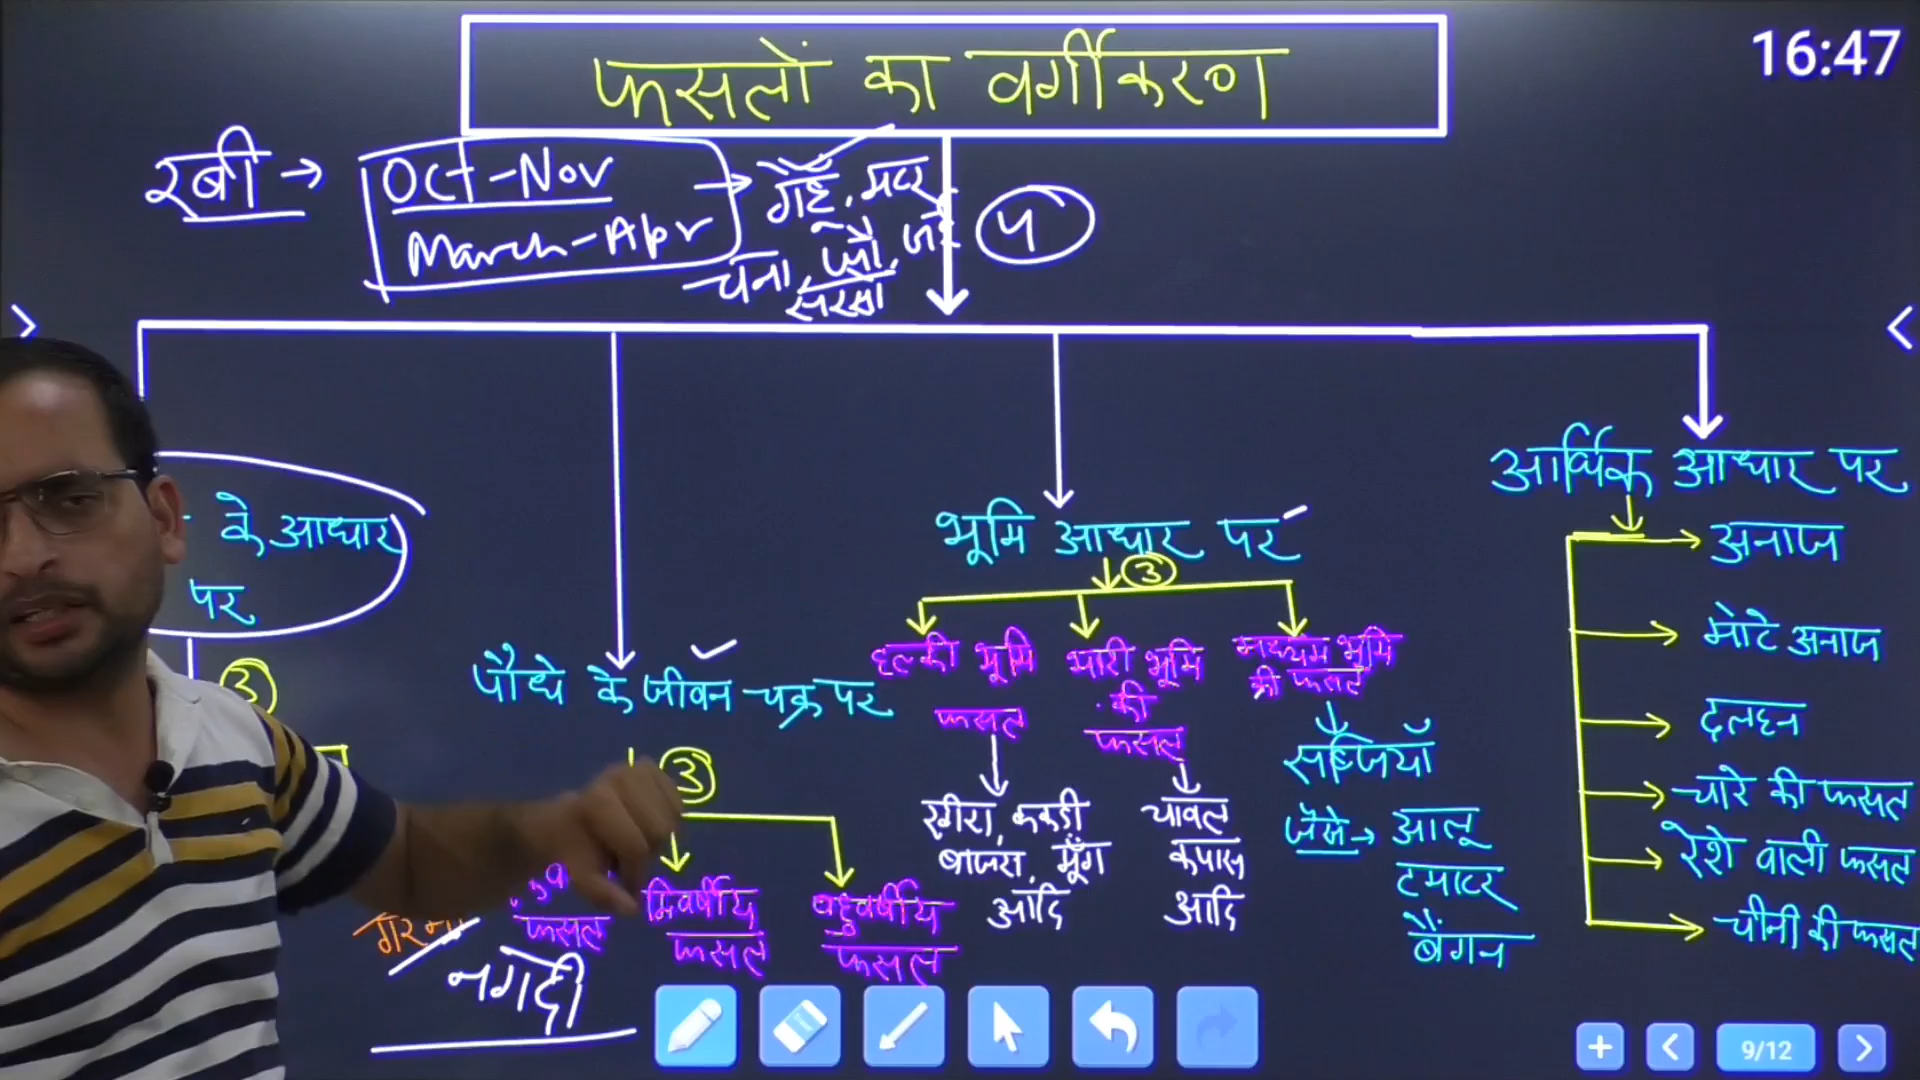 फसलों का वर्गीकरण
16:47
रबी → Oct-Nov
March-Apr
→ गेहूँ, मटर
चना, जौ, जई
सरसों
4
के आधार
पर
3
पौधे के जीवन चक्र पर
3
फसल
द्विवर्षीय
फसल
बहुवर्षीय
फसल
नगदी
भूमि आधार पर
3
हल्की भूमि
फसल
खीरा, ककडी
बाजरा, मूँग
आदि
भारी भूमि
की
फसल
चावल
कपास
आदि
मध्यम भूमि
की फसल
सब्जियाँ
जैसे → आलू
टमाटर
बैंगन
आर्थिक आधार पर
अनाज
मोटे अनाज
दलहन
चारे की फसल
रेशे वाली फसल
चीनी की फसल
9/12